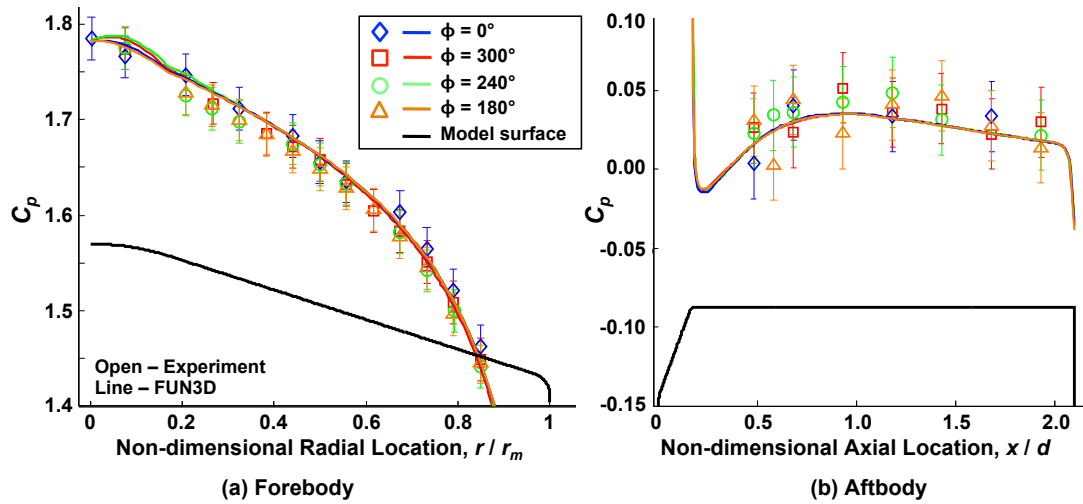 1.8
1.7
1.6
1.5
1.4
C_p
0
0.2
0.4
0.6
0.8
1
Non-dimensional Radial Location, r / r_m
(a) Forebody
ϕ = 0°
ϕ = 300°
ϕ = 240°
ϕ = 180°
Model surface
Open – Experiment
Line – FUN3D
0.10
0.05
0.00
-0.05
-0.10
-0.15
C_p
0.0
0.5
1.0
1.5
2.0
Non-dimensional Axial Location, x / d
(b) Aftbody